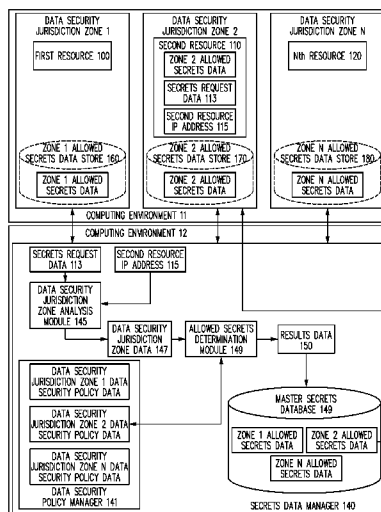 DATA SECURITY
JURISDICTION ZONE 1
FIRST RESOURCE 100
ZONE 1 ALLOWED
SECRETS DATA STORE 160
ZONE 1 ALLOWED
SECRETS DATA
DATA SECURITY
JURISDICTION ZONE 2
SECOND RESOURCE 110
ZONE 2 ALLOWED
SECRETS DATA
SECRETS REQUEST
DATA 113
SECOND RESOURCE
IP ADDRESS 115
ZONE 2 ALLOWED
SECRETS DATA STORE 170
ZONE 2 ALLOWED
SECRETS DATA
DATA SECURITY
JURISDICTION ZONE N
Nth RESOURCE 120
ZONE N ALLOWED
SECRETS DATA STORE 180
ZONE N ALLOWED
SECRETS DATA
COMPUTING ENVIRONMENT 11
COMPUTING ENVIRONMENT 12
SECRETS REQUEST
DATA 113
SECOND RESOURCE
IP ADDRESS 115
DATA SECURITY
JURISDICTION
ZONE ANALYSIS
MODULE 145
DATA SECURITY
JURISDICTION
ZONE DATA 147
ALLOWED SECRETS
DETERMINATION
MODULE 149
RESULTS DATA
150
DATA SECURITY
JURISDICTION ZONE 1 DATA
SECURITY POLICY DATA
DATA SECURITY
JURISDICTION ZONE 2 DATA
SECURITY POLICY DATA
DATA SECURITY
JURISDICTION ZONE N DATA
SECURITY POLICY DATA
DATA SECURITY
POLICY MANAGER 141
MASTER SECRETS
DATABASE 149
ZONE 1 ALLOWED
SECRETS DATA
ZONE 2 ALLOWED
SECRETS DATA
ZONE N ALLOWED
SECRETS DATA
SECRETS DATA MANAGER 140